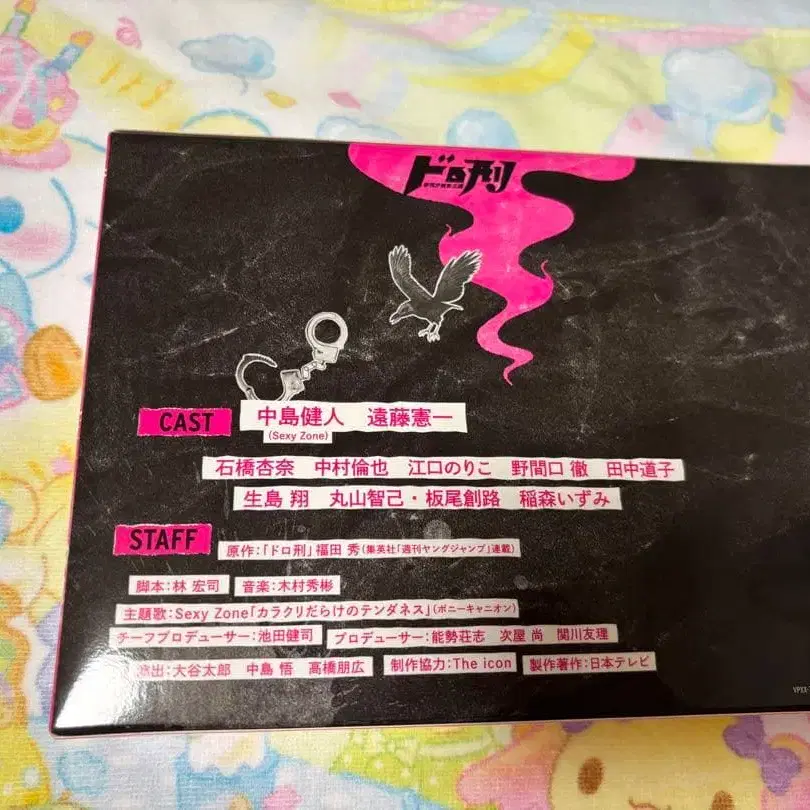 ドロ刑
CAST
中島健人 遠藤憲一
(Sexy Zone)
石橋杏奈 中村倫也 江口のりこ 野間口 徹 田中道子
生島 翔 丸山智己・板尾創路 稲森いずみ
STAFF
原作:「ドロ刑」福田 秀(集英社「週刊ヤングジャンプ」連載)
脚本:林 宏司 音楽:木村秀彬
主題歌:Sexy Zone「カラクリだらけのテンダネス」(ポニーキャニオン)
チーフプロデューサー:池田健司 プロデューサー:能勢荘志 次屋 尚 関川友理
演出:大谷太郎 中島 悟 高橋朋広 制作協力:The icon 製作著作:日本テレビ